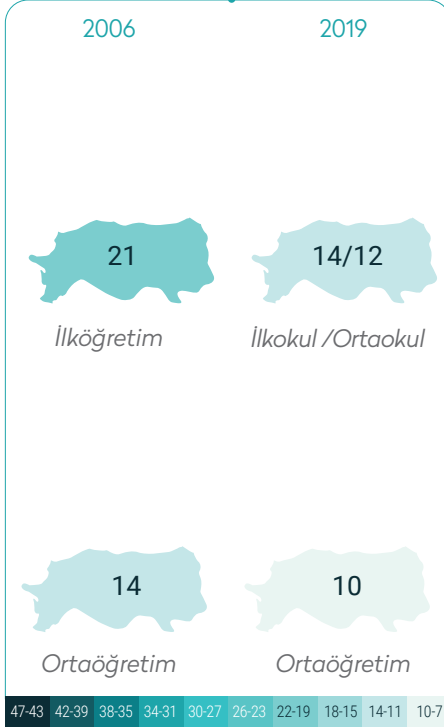 2006 2019
21 14/12
İlköğretim İlkokul /Ortaokul
14 10
Ortaöğretim Ortaöğretim
47-43 42-39 38-35 34-31 30-27 26-23 22-19 18-15 14-11 10-7